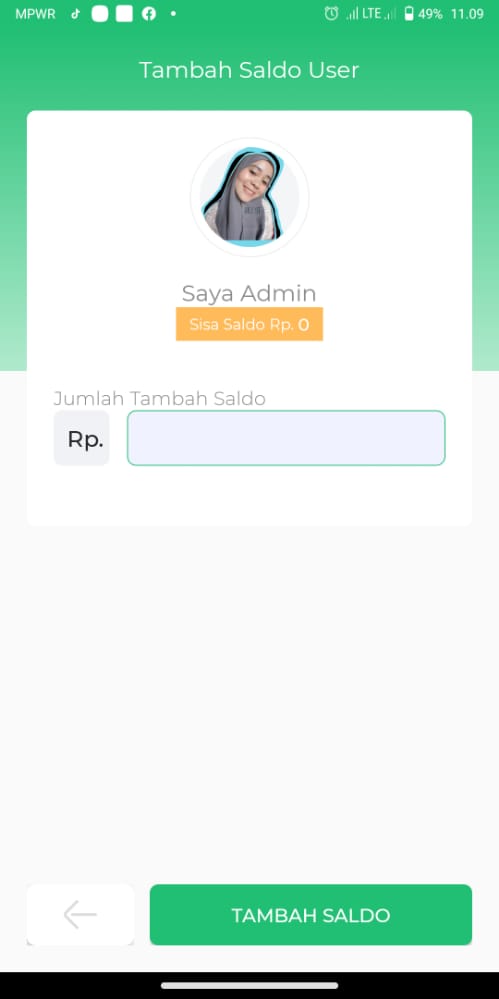 MPWR LTE 49% 11.09
Tambah Saldo User
Saya Admin
Sisa Saldo Rp. 0
Jumlah Tambah Saldo
Rp.
TAMBAH SALDO